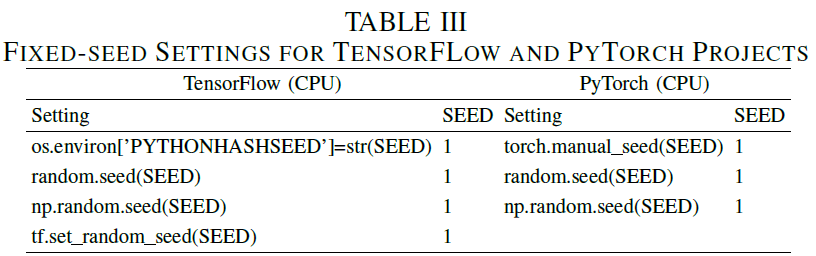 TABLE III
FIXED-SEED SETTINGS FOR TENSORFLOW AND PYTORCH PROJECTS
TensorFlow (CPU) PyTorch (CPU)
Setting SEED Setting SEED
os.environ['PYTHONHASHSEED']=str(SEED) 1 torch.manual_seed(SEED) 1
random.seed(SEED) 1 random.seed(SEED) 1
np.random.seed(SEED) 1 np.random.seed(SEED) 1
tf.set_random_seed(SEED) 1